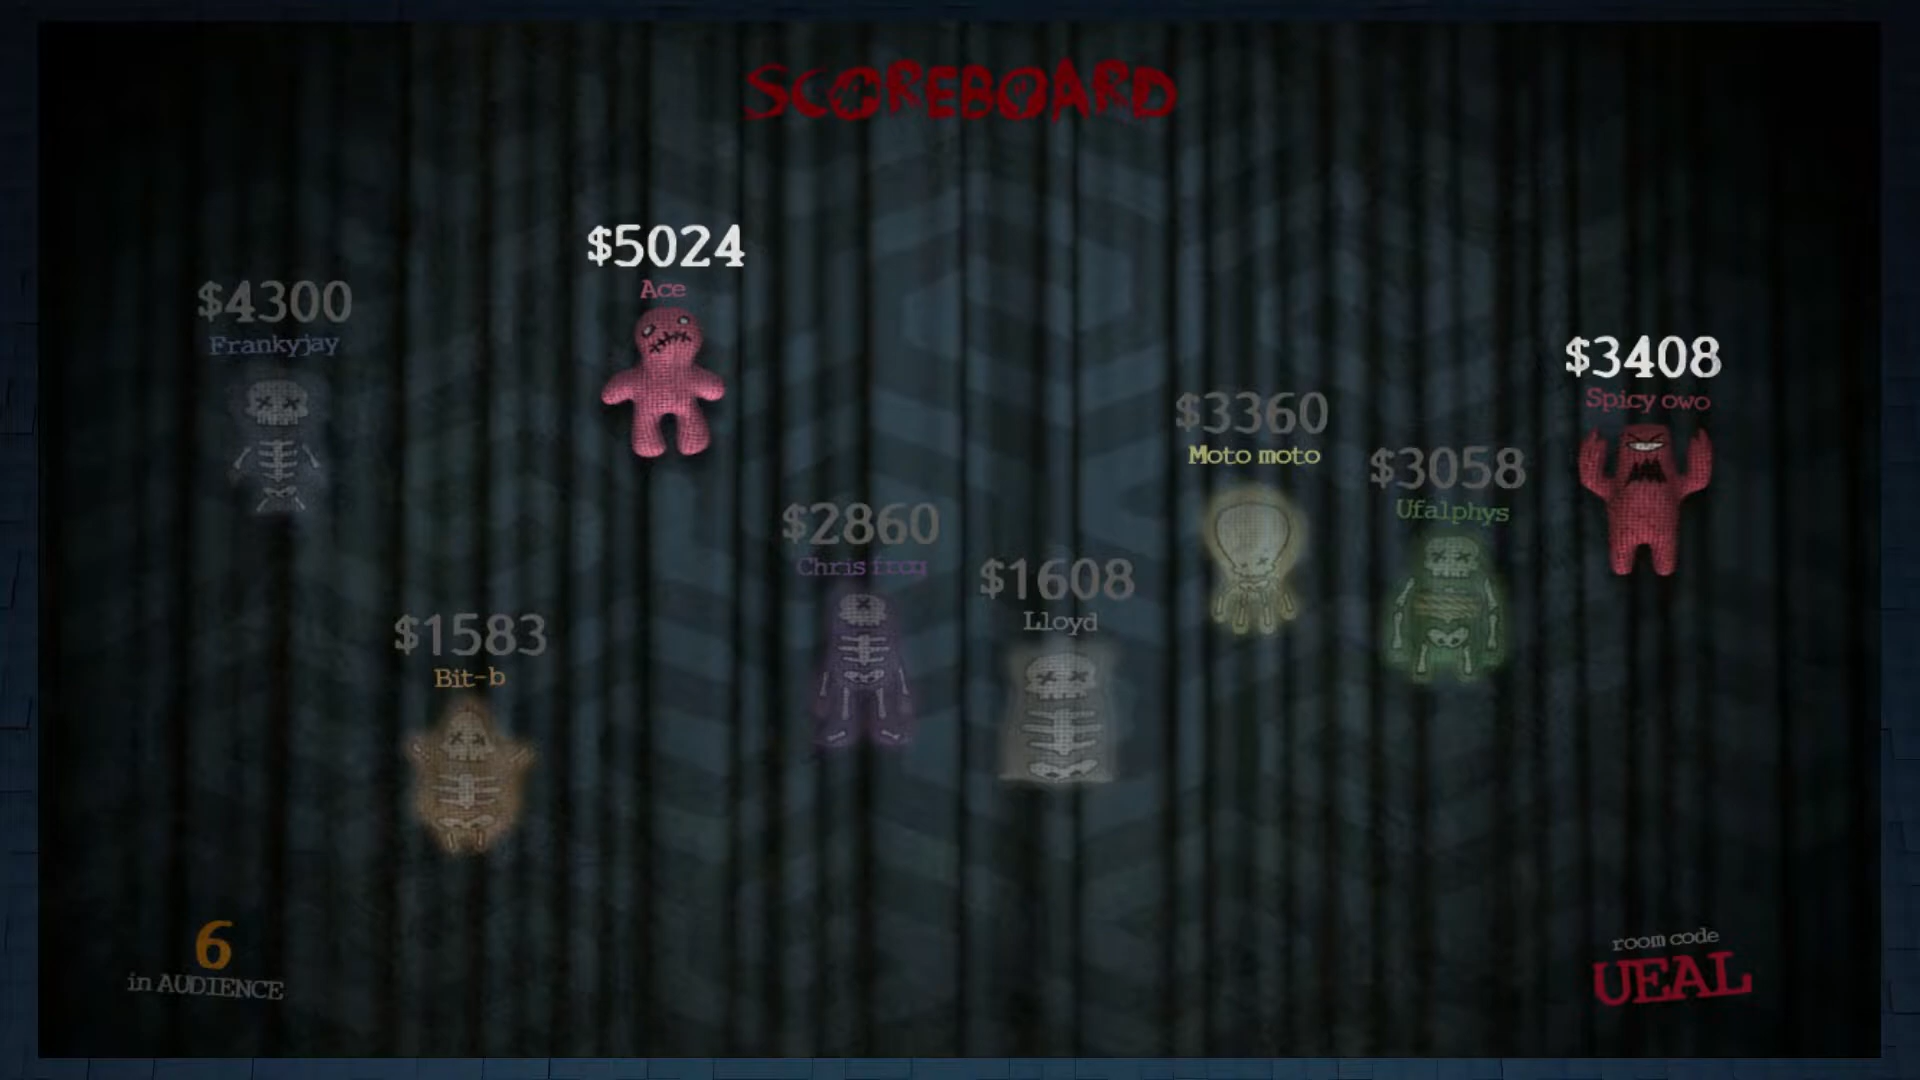 SCOREBOARD
$4300
Frankyjay
$1583
Bit-b
$5024
Ace
$2860
Chris frog
$1608
Lloyd
$3360
Moto moto
$3058
Ufalphys
$3408
Spicy owo
6
in AUDIENCE
room code
UEAL